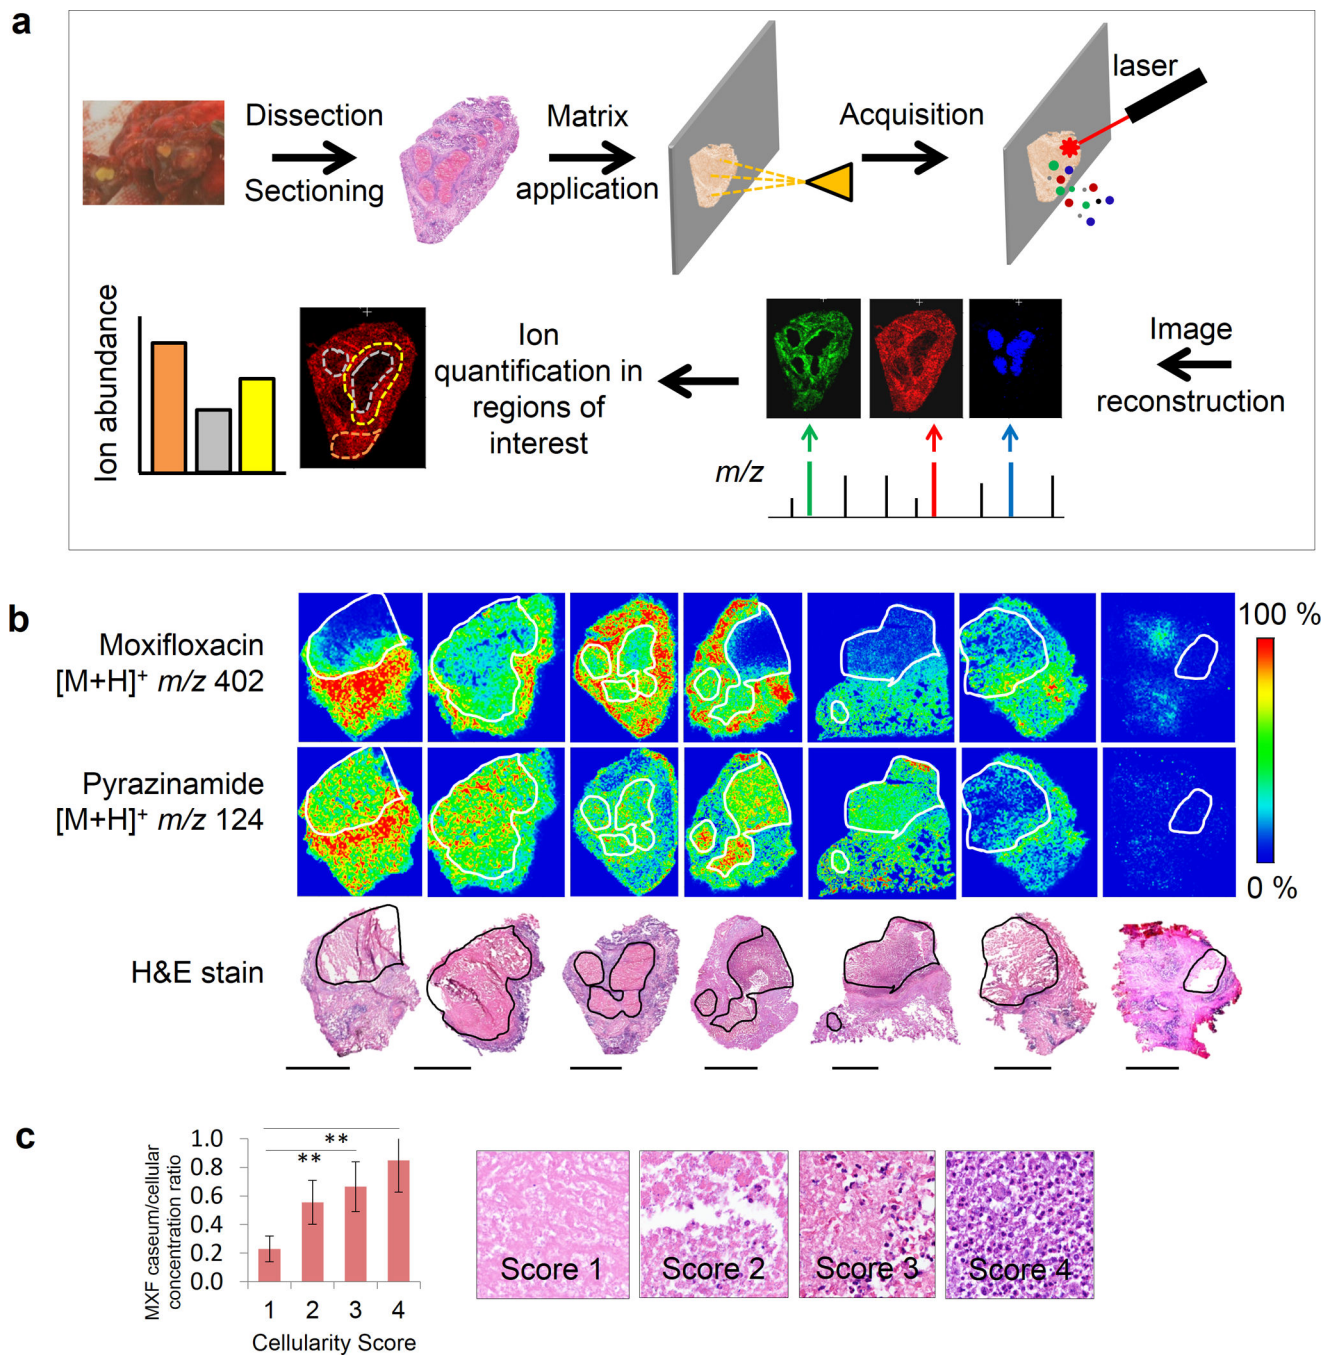 a
Dissection
Sectioning
Matrix
application
Acquisition
laser
Ion abundance
Ion
quantification in
regions of
interest
Image
reconstruction
m/z
b
Moxifloxacin
[M+H]⁺ m/z 402
100 %
Pyrazinamide
[M+H]⁺ m/z 124
0 %
H&E stain
c
MXF caseum/cellular
concentration ratio
1.0
0.8
0.6
0.4
0.2
0.0
**
**
1 2 3 4
Cellularity Score
Score 1
Score 2
Score 3
Score 4